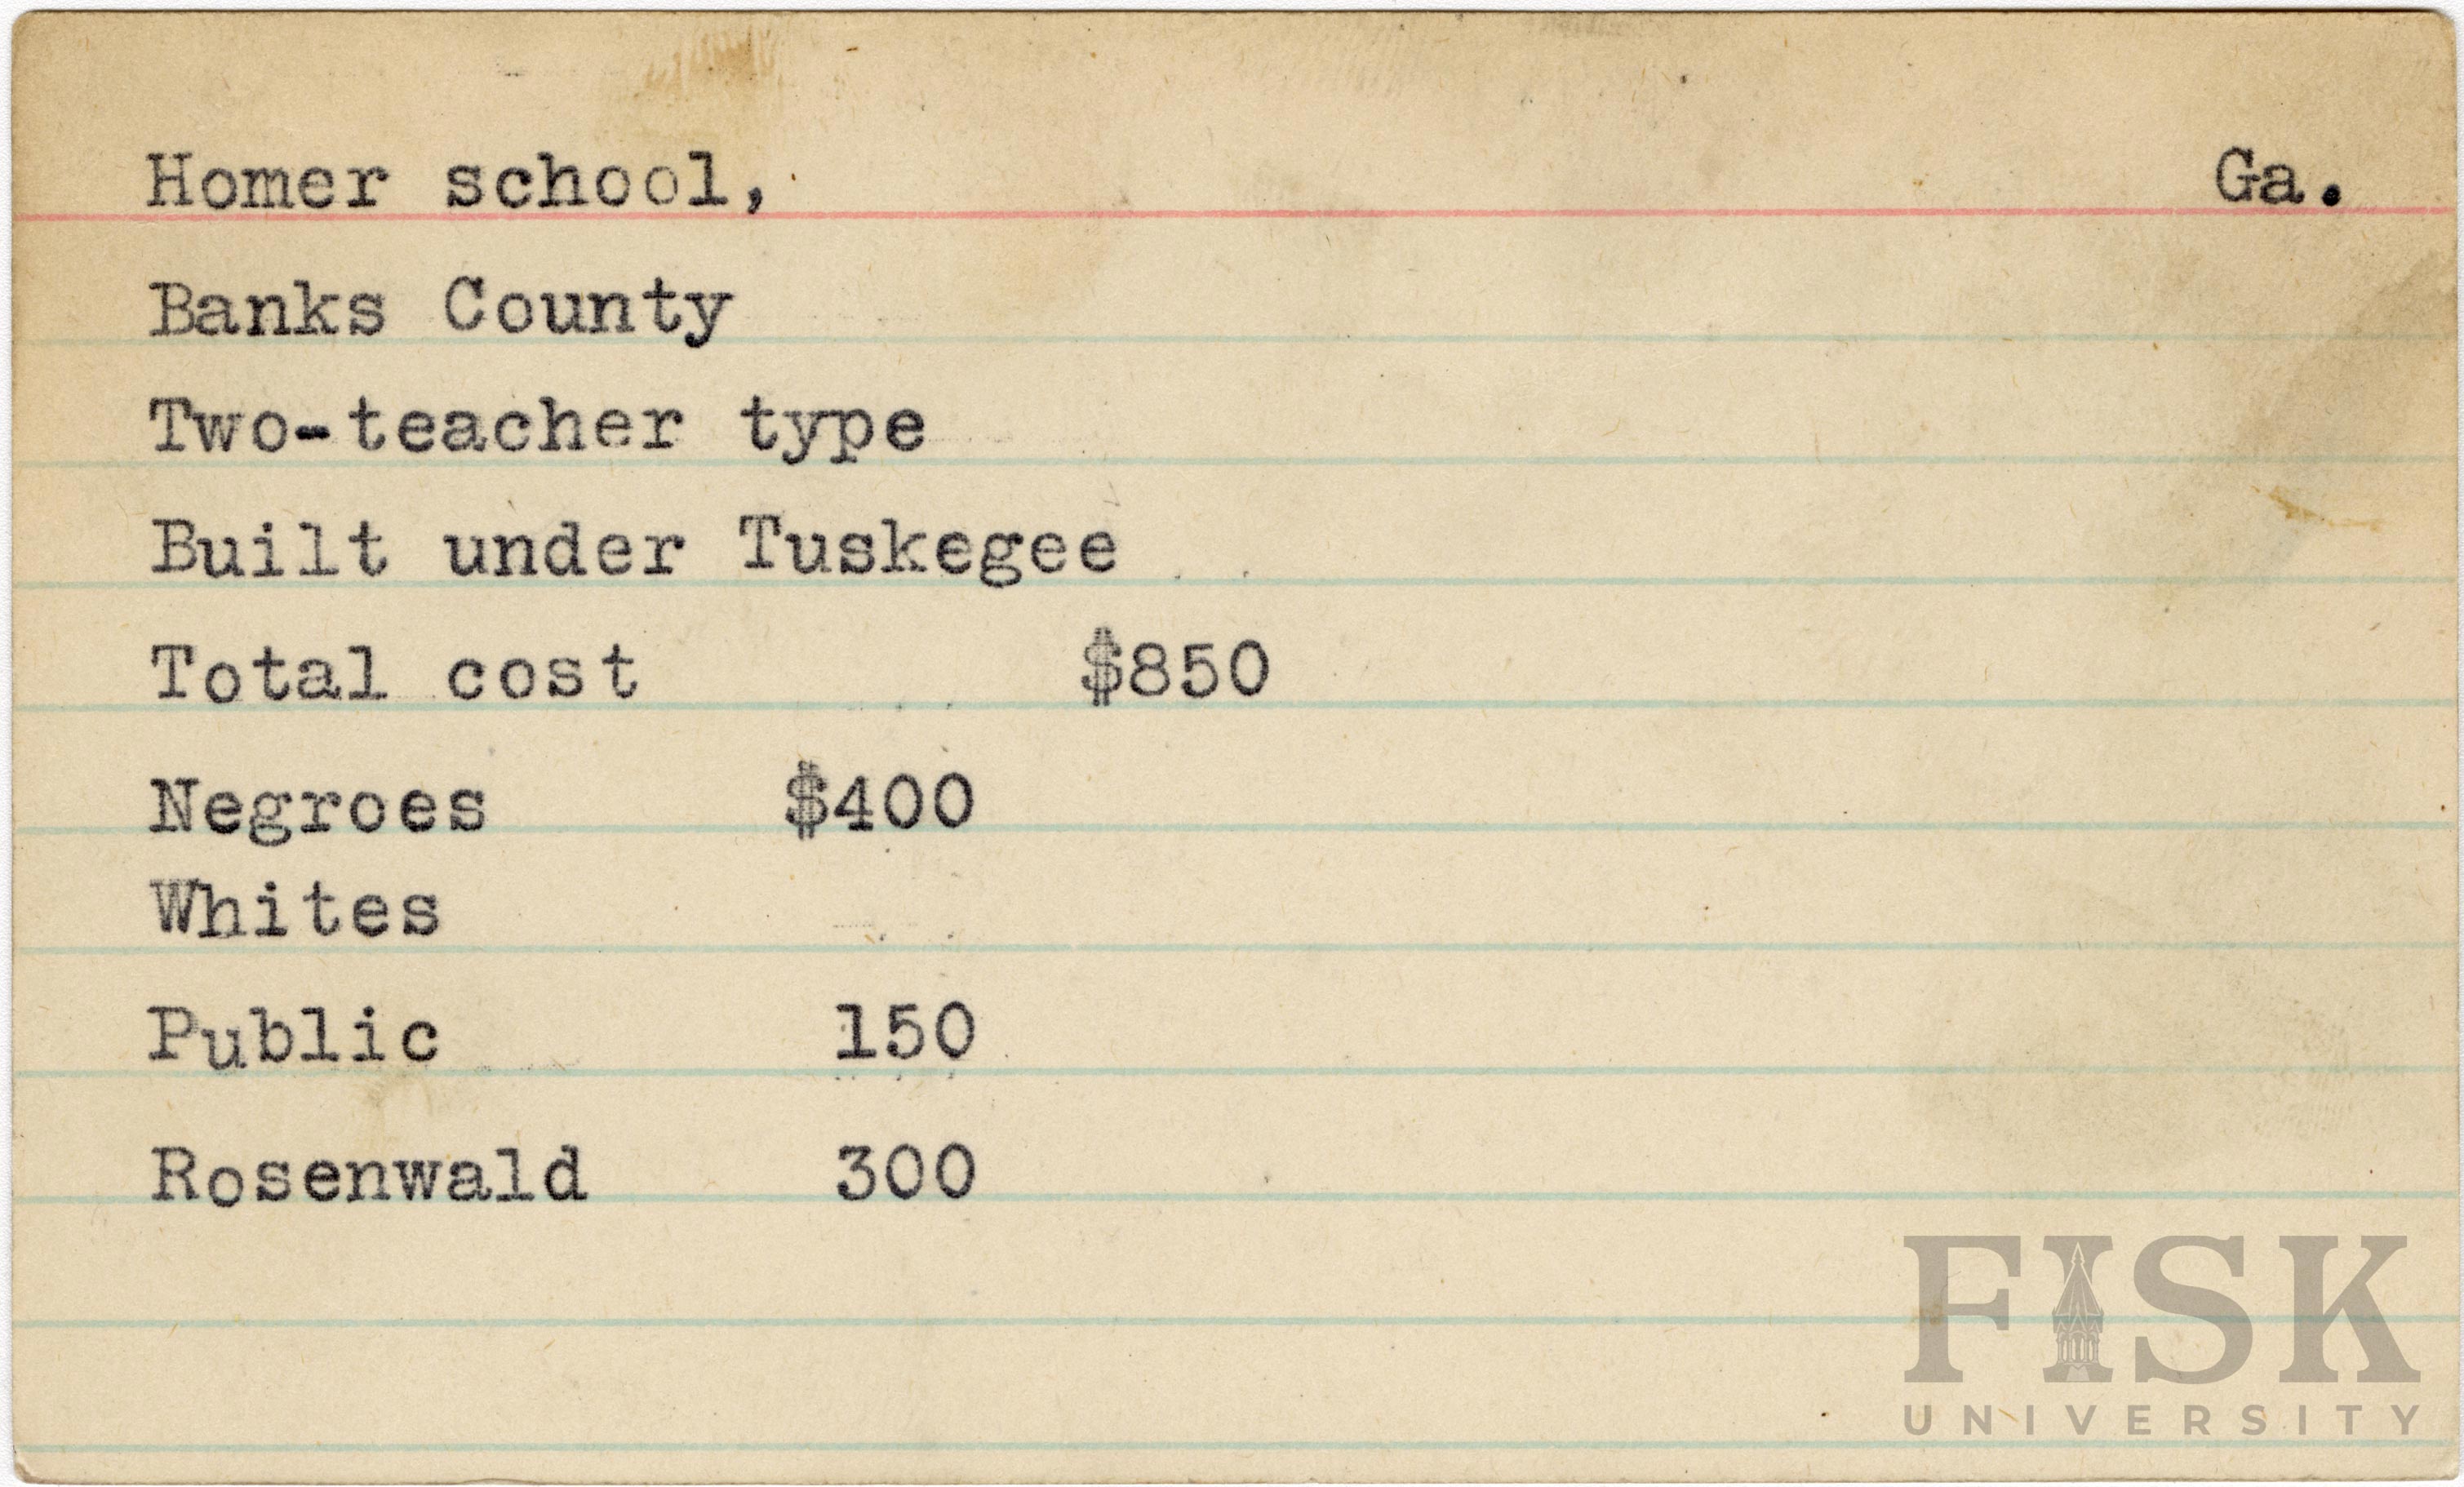 Homer school, Ga.
Banks County
Two-teacher type
Built under Tuskegee
Total cost $850
Negroes $400
Whites
Public 150
Rosenwald 300
FISK
UNIVERSITY